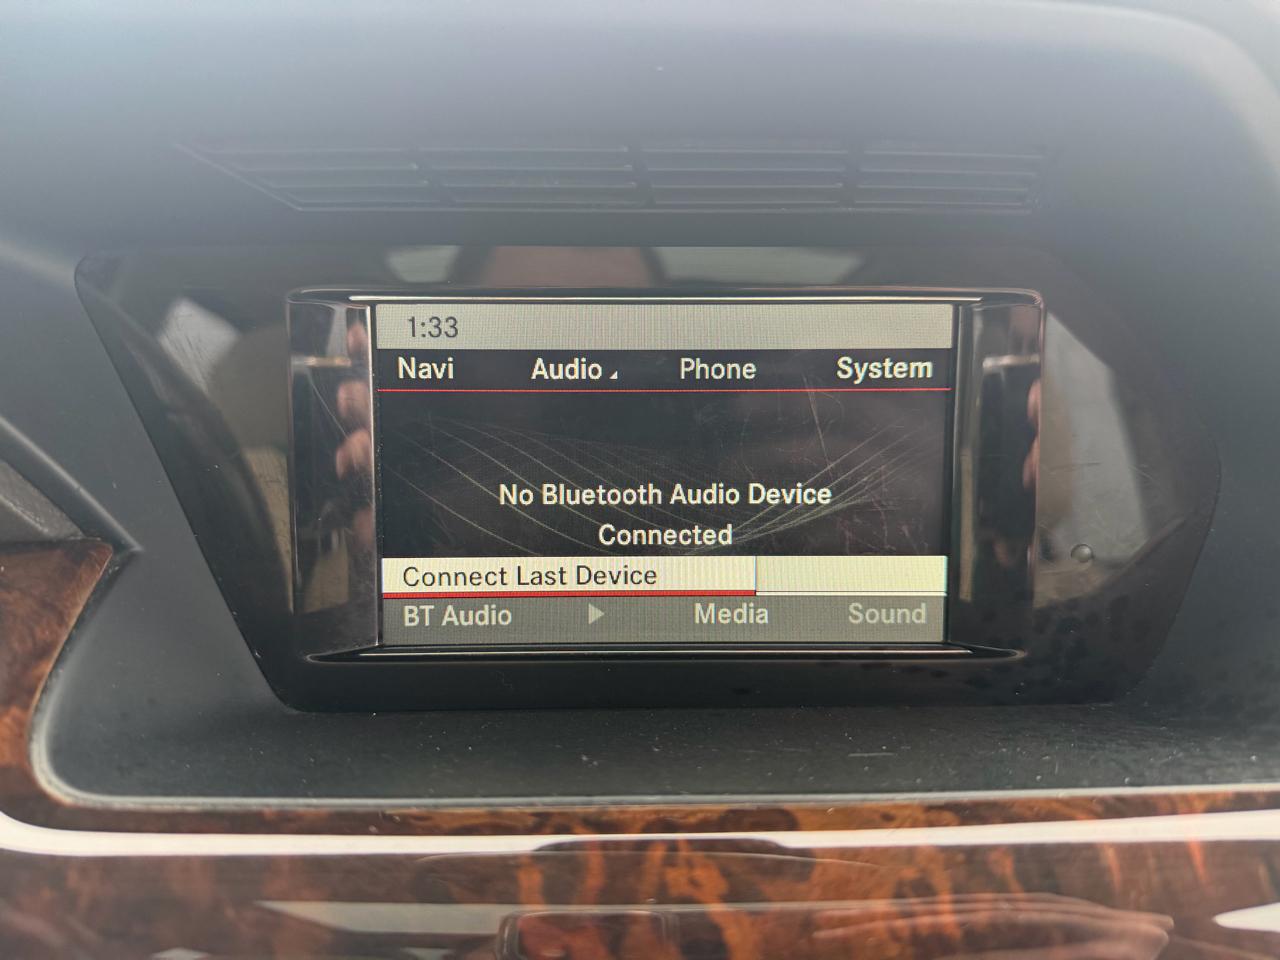 1:33
Navi Audio Phone System
No Bluetooth Audio Device
Connected
Connect Last Device
BT Audio Media Sound